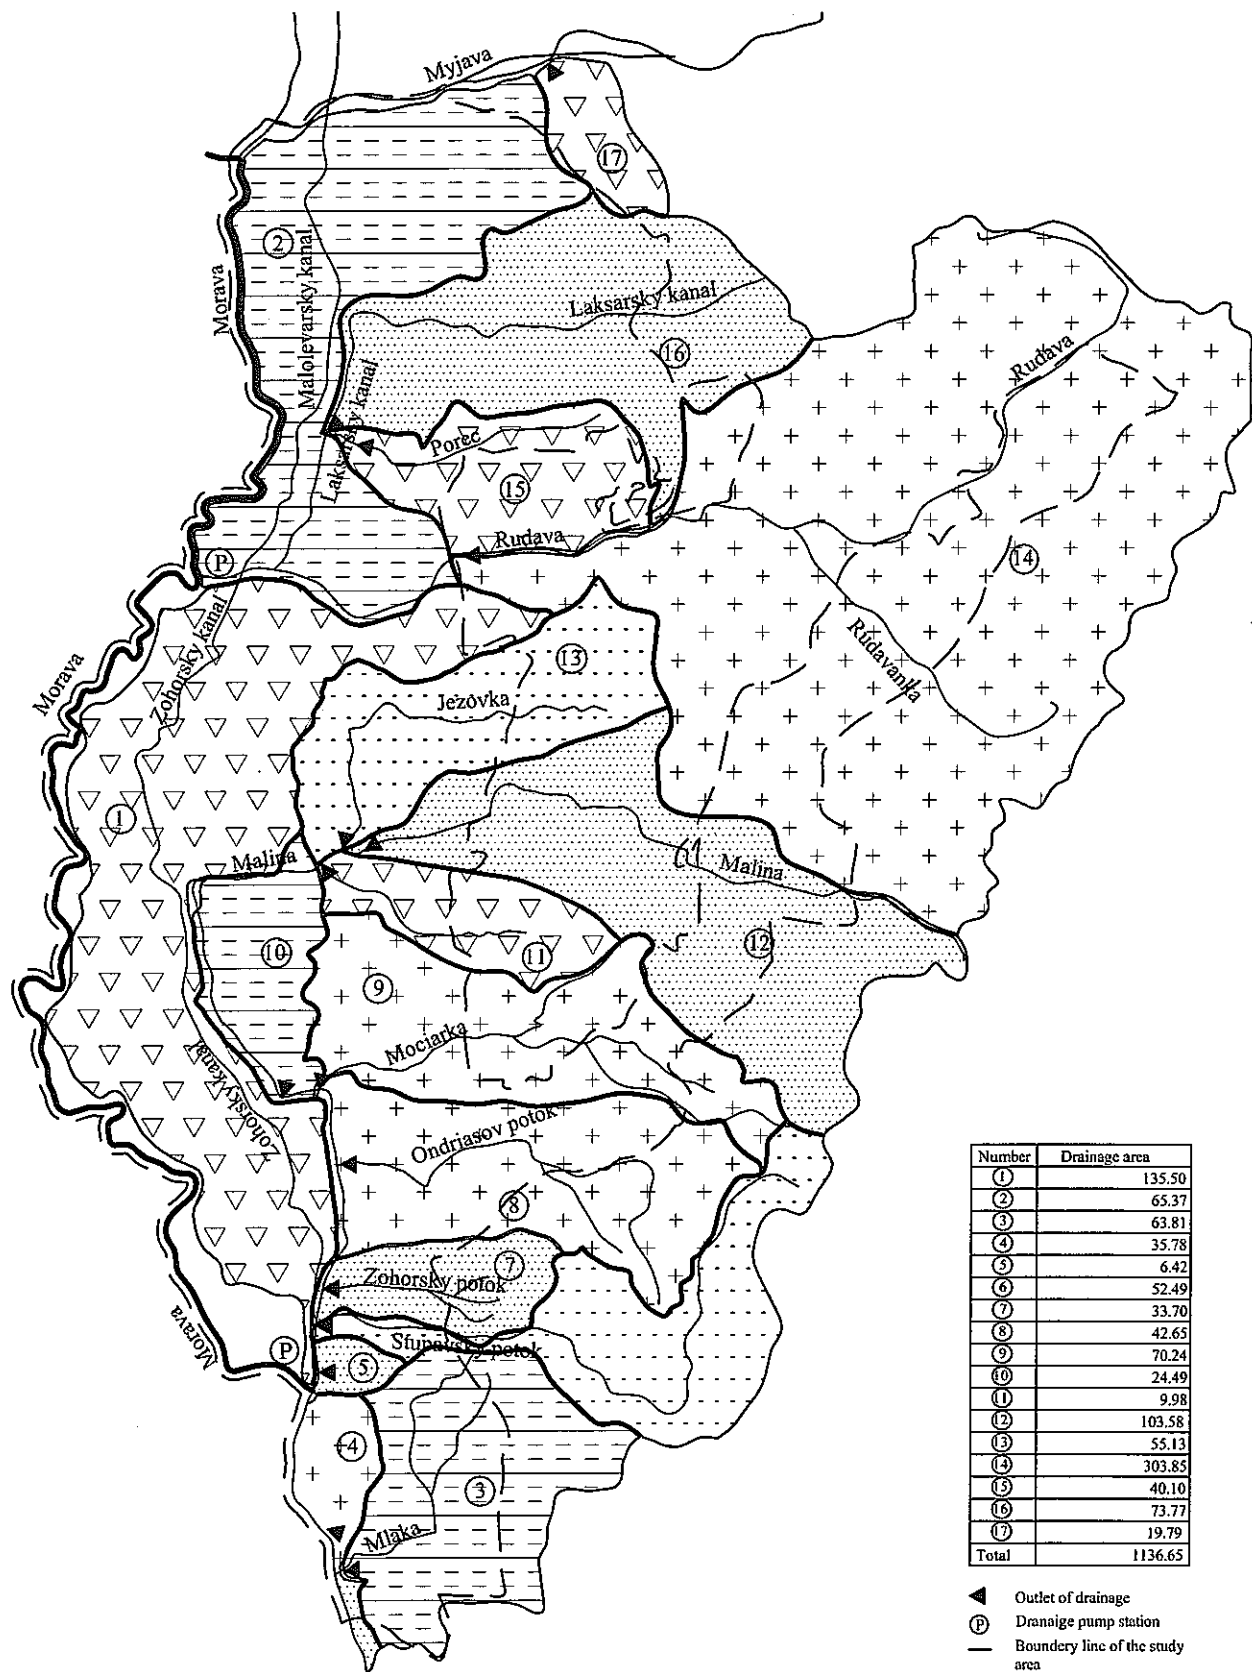 Myjava
17
2
Morava
Malolevarsky kanal
Laksarsky kanal
16
Rudava
Laksarsky kanal
Porec
15
Rudava
14
P
Zohorsky kanal
Morava
13
Rudavanka
Jezovka
1
Malina
Malina
12
10
11
9
Mociarka
Zohorsky kanal
Ondriasov potok
8
7
Zohorsky potok
Morava
Stupavsky potok
P
5
4
3
Mlaka
Number Drainage area
1 135.50
2 65.37
3 63.81
4 35.78
5 6.42
6 52.49
7 33.70
8 42.65
9 70.24
10 24.49
11 9.98
12 103.58
13 55.13
14 303.85
15 40.10
16 73.77
17 19.79
Total 1136.65
Outlet of drainage
P Dranaige pump station
Boundery line of the study
area